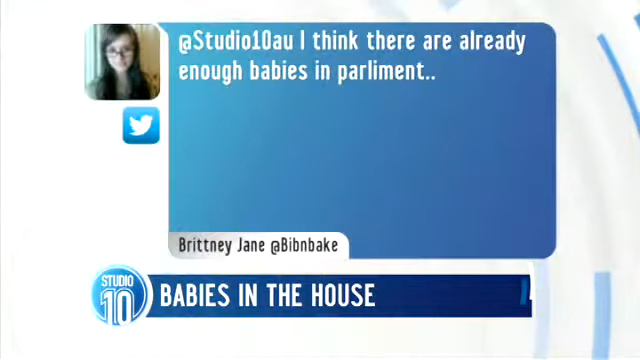 @Studio10au I think there are already
enough babies in parliment..
Brittney Jane @Bibnbake
STUDIO
10
BABIES IN THE HOUSE